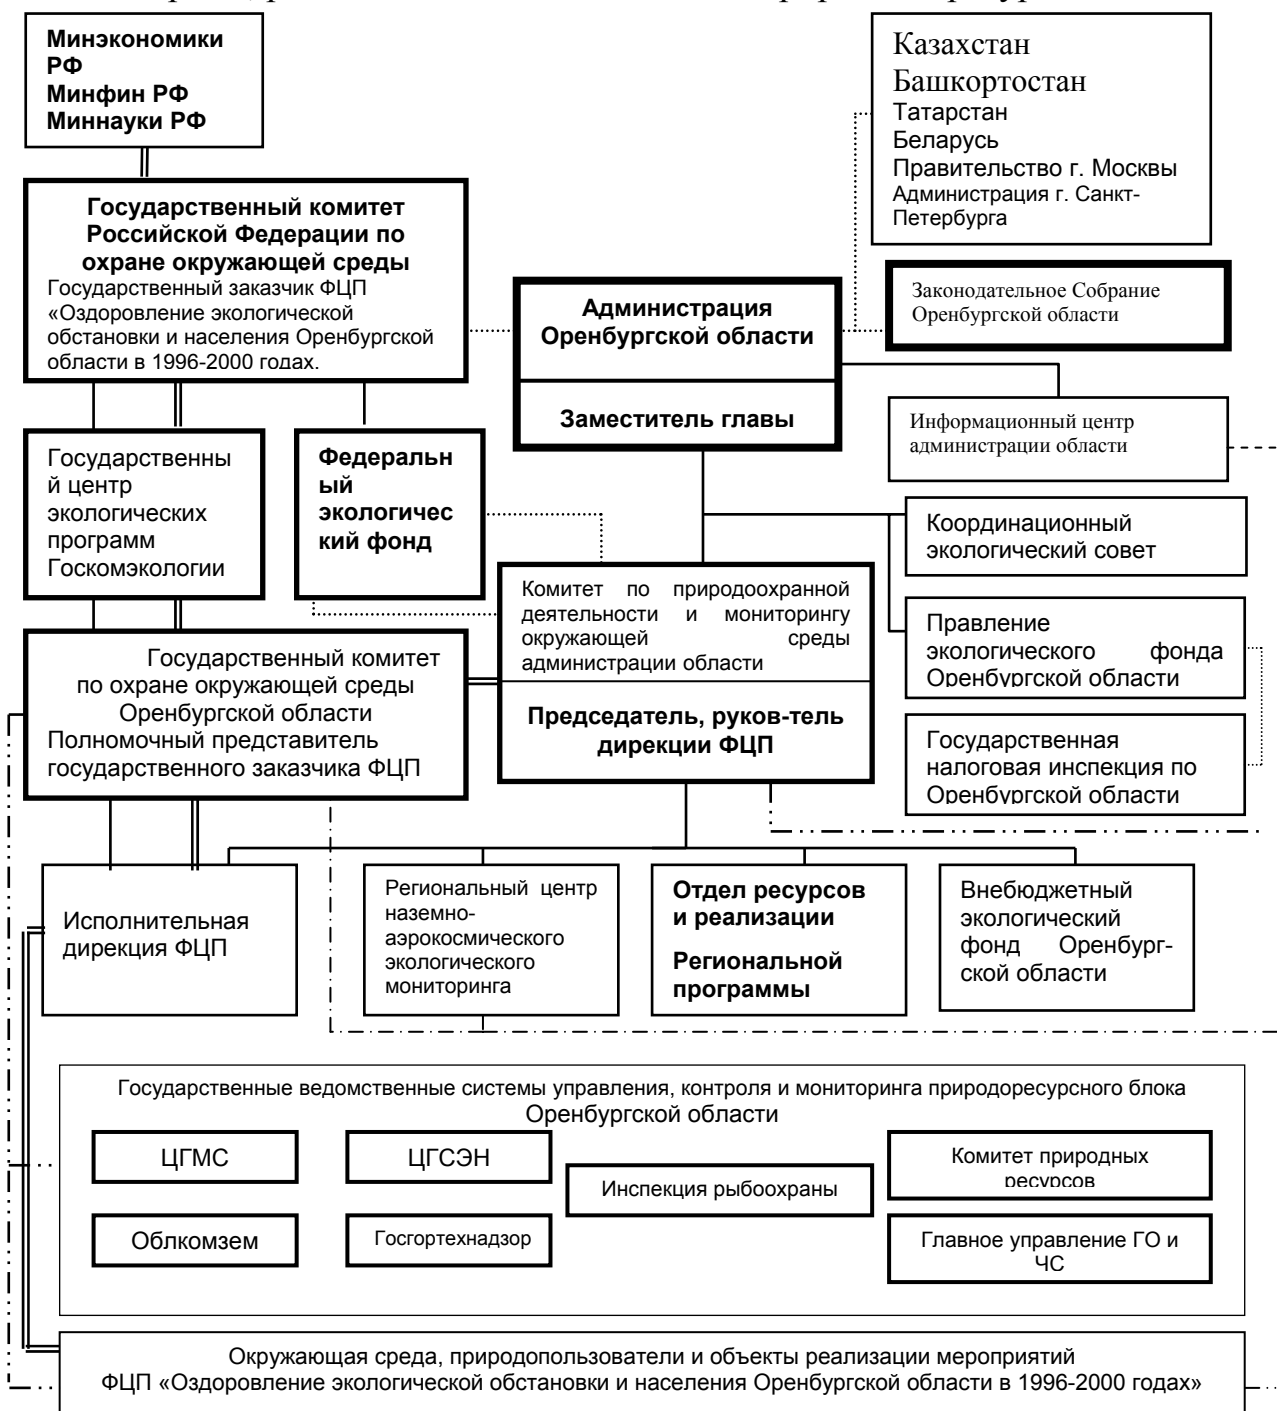 Минэкономики
РФ
Минфин РФ
Миннауки РФ
Казахстан
Башкортостан
Татарстан
Беларусь
Правительство г. Москвы
Администрация г. Санкт-
Петербурга
Государственный комитет
Российской Федерации по
охране окружающей среды
Государственный заказчик ФЦП
«Оздоровление экологической
обстановки и населения Оренбургской
области в 1996-2000 годах.
Администрация
Оренбургской области
Заместитель главы
Законодательное Собрание
Оренбургской области
Информационный центр
администрации области
Государственны
й центр
экологических
программ
Госкомэкологии
Федеральн
ый
экологичес
кий фонд
Координационный
экологический совет
Комитет по природоохранной
деятельности и мониторингу
окружающей среды
администрации области
Председатель, руков-тель
дирекции ФЦП
Правление
экологического фонда
Оренбургской области
Государственный комитет
по охране окружающей среды
Оренбургской области
Полномочный представитель
государственного заказчика ФЦП
Государственная
налоговая инспекция по
Оренбургской области
Исполнительная
дирекция ФЦП
Региональный центр
наземно-
аэрокосмического
экологического
мониторинга
Отдел ресурсов
и реализации
Региональной
программы
Внебюджетный
экологический
фонд Оренбург-
ской области
Государственные ведомственные системы управления, контроля и мониторинга природоресурсного блока
Оренбургской области
ЦГМС
ЦГСЭН
Инспекция рыбоохраны
Комитет природных
ресурсов
Облкомзем
Госгортехнадзор
Главное управление ГО и
ЧС
Окружающая среда, природопользователи и объекты реализации мероприятий
ФЦП «Оздоровление экологической обстановки и населения Оренбургской области в 1996-2000 годах»